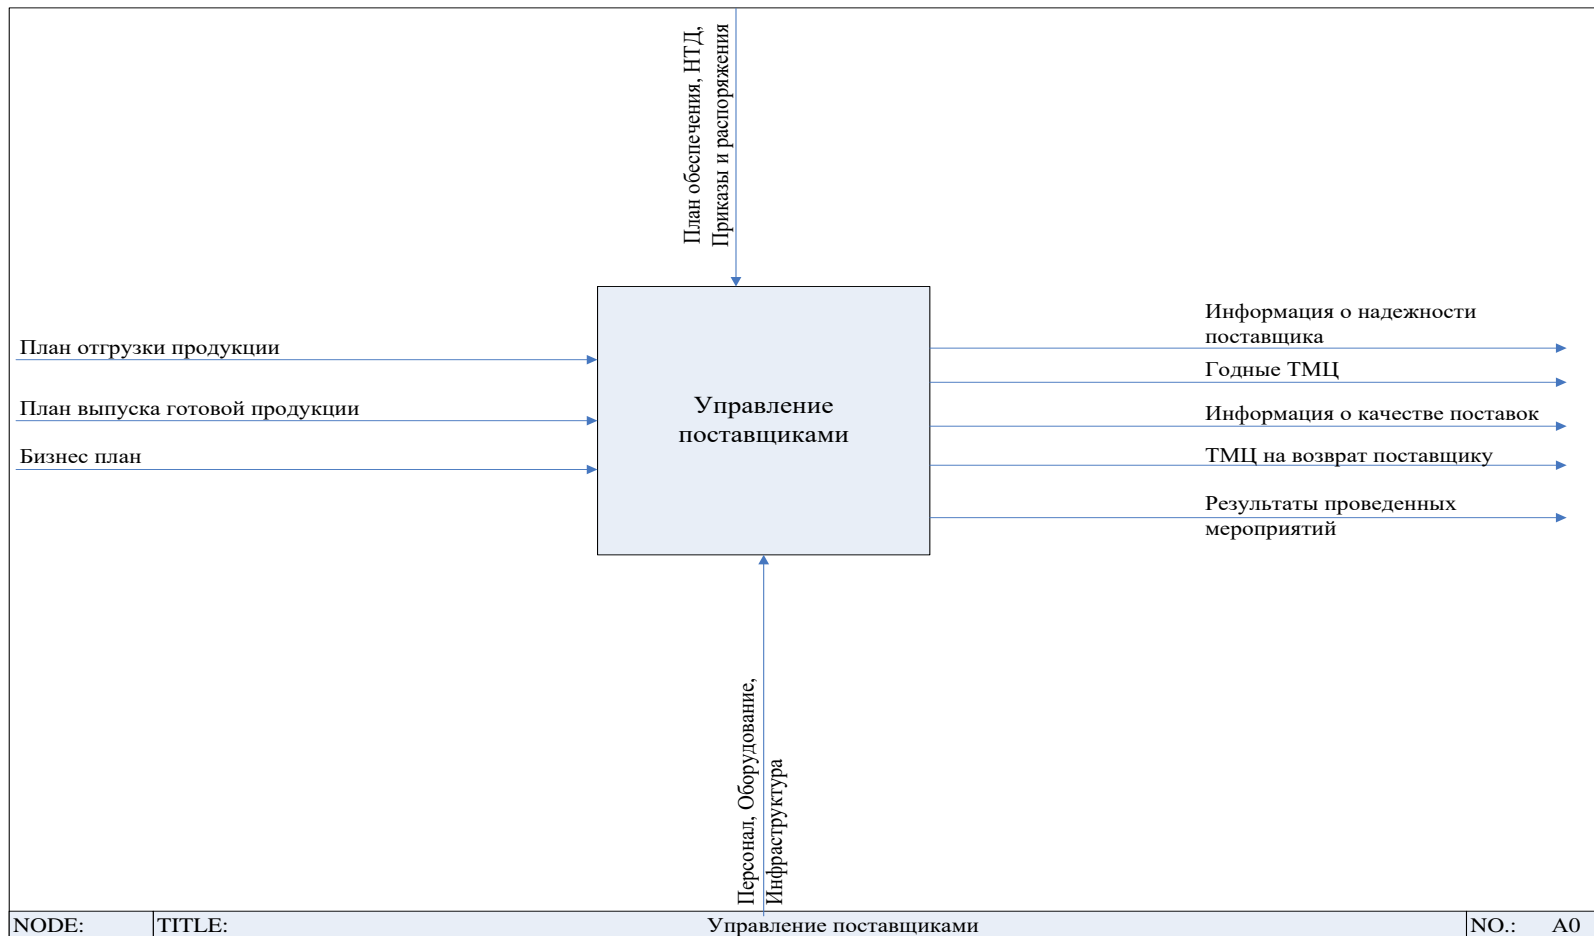 План обеспечения, НТД,
Приказы и распоряжения
План отгрузки продукции
План выпуска готовой продукции
Бизнес план
Управление
поставщиками
Информация о надежности
поставщика
Годные ТМЦ
Информация о качестве поставок
ТМЦ на возврат поставщику
Результаты проведенных
мероприятий
Персонал, Оборудование,
Инфраструктура
NODE: TITLE: Управление поставщиками NO.: A0